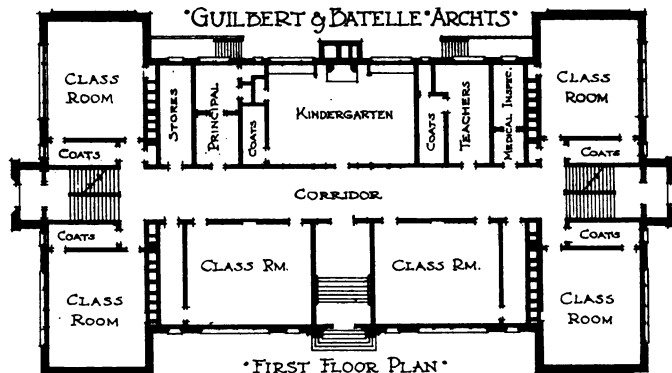 ·GUILBERT & BATELLE·ARCHTS·
CLASS
ROOM
STORES
PRINCIPAL
COATS
KINDERGARTEN
COATS
TEACHERS
MEDICAL INSPEC.
CLASS
ROOM
COATS
COATS
CORRIDOR
COATS
COATS
CLASS RM.
CLASS RM.
CLASS
ROOM
CLASS
ROOM
·FIRST FLOOR PLAN·